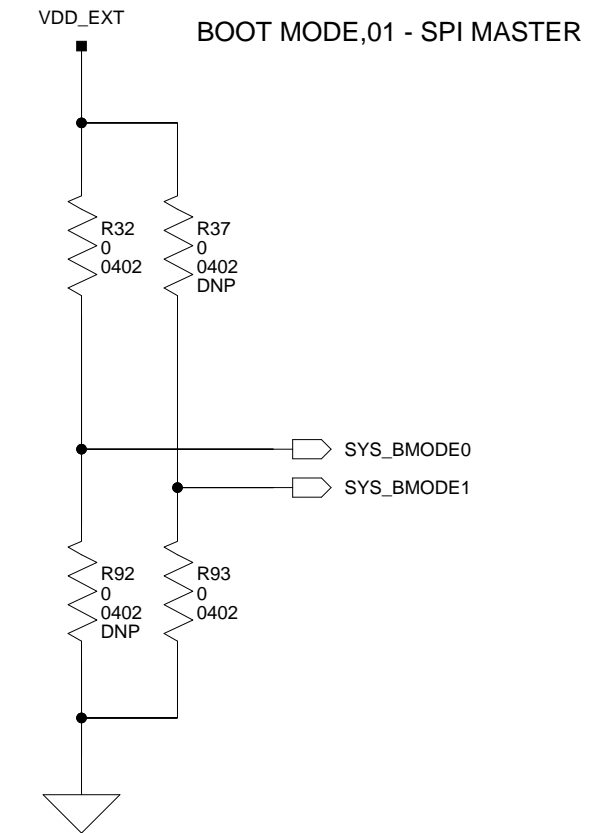 VDD_EXT
BOOT MODE,01 - SPI MASTER
R32
0
0402
R37
0
0402
DNP
SYS_BMODE0
SYS_BMODE1
R92
0
0402
DNP
R93
0
0402